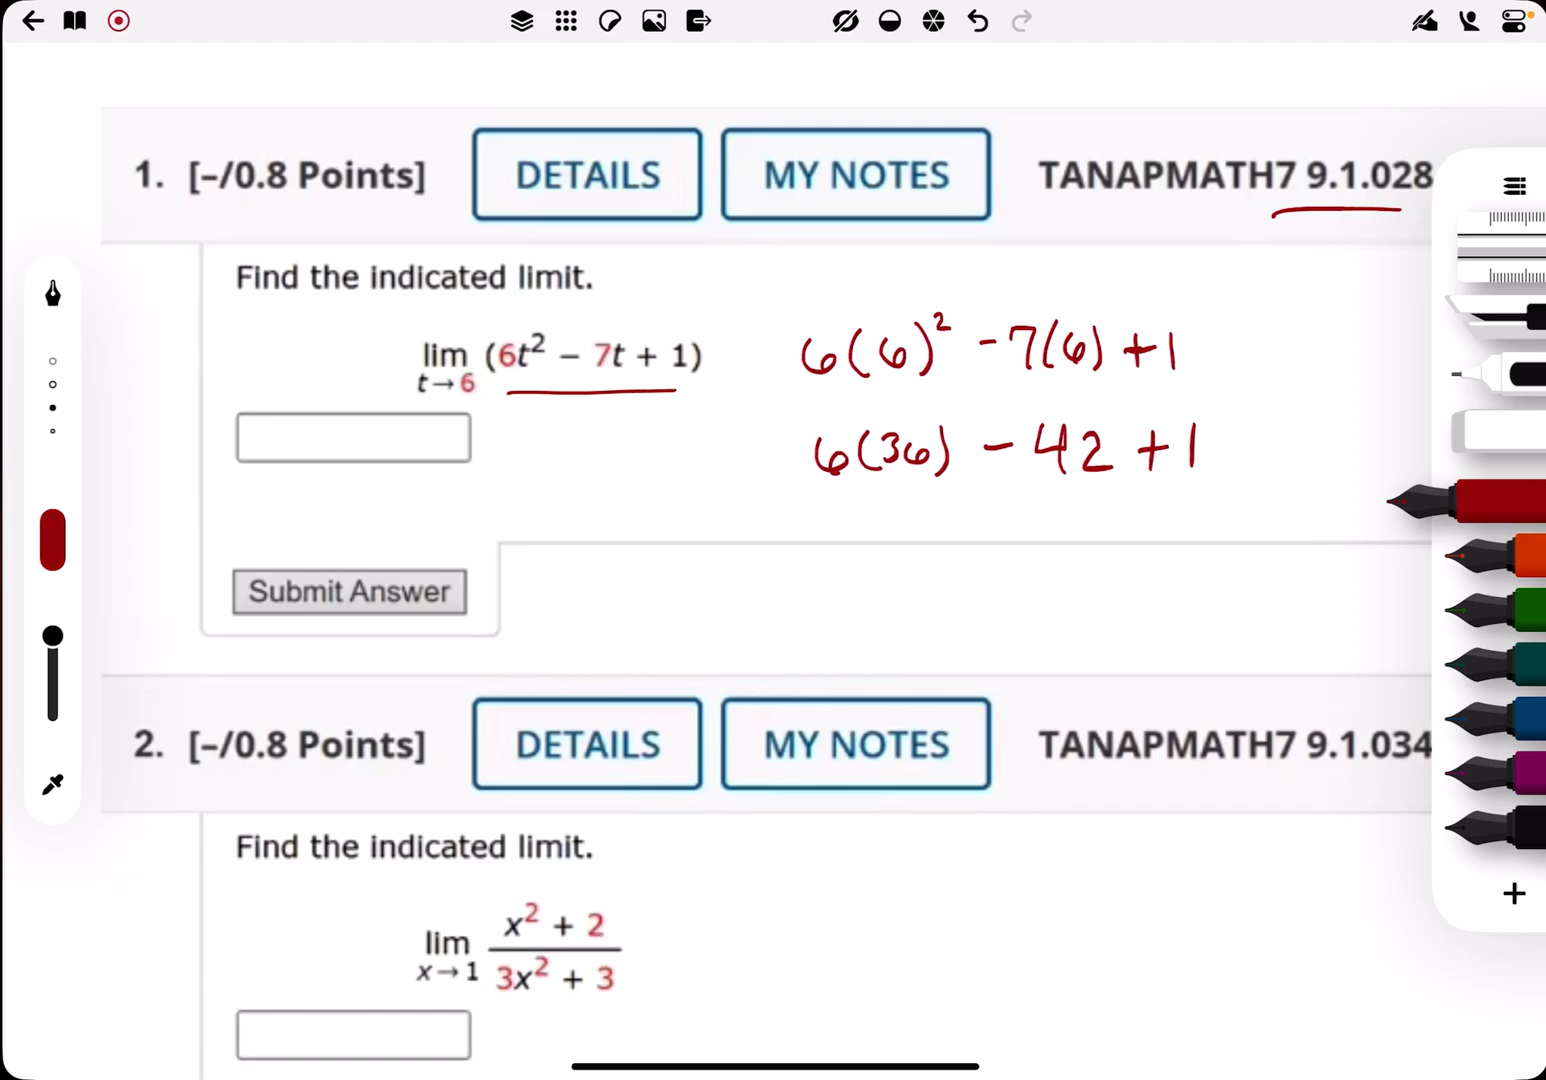 1. [–/0.8 Points] DETAILS MY NOTES TANAPMATH7 9.1.028
Find the indicated limit.
lim (6t² − 7t + 1)
t→6
6(6)² - 7(6) + 1
6(36) - 42 + 1
Submit Answer
2. [–/0.8 Points] DETAILS MY NOTES TANAPMATH7 9.1.034
Find the indicated limit.
lim x² + 2
x→1 3x² + 3